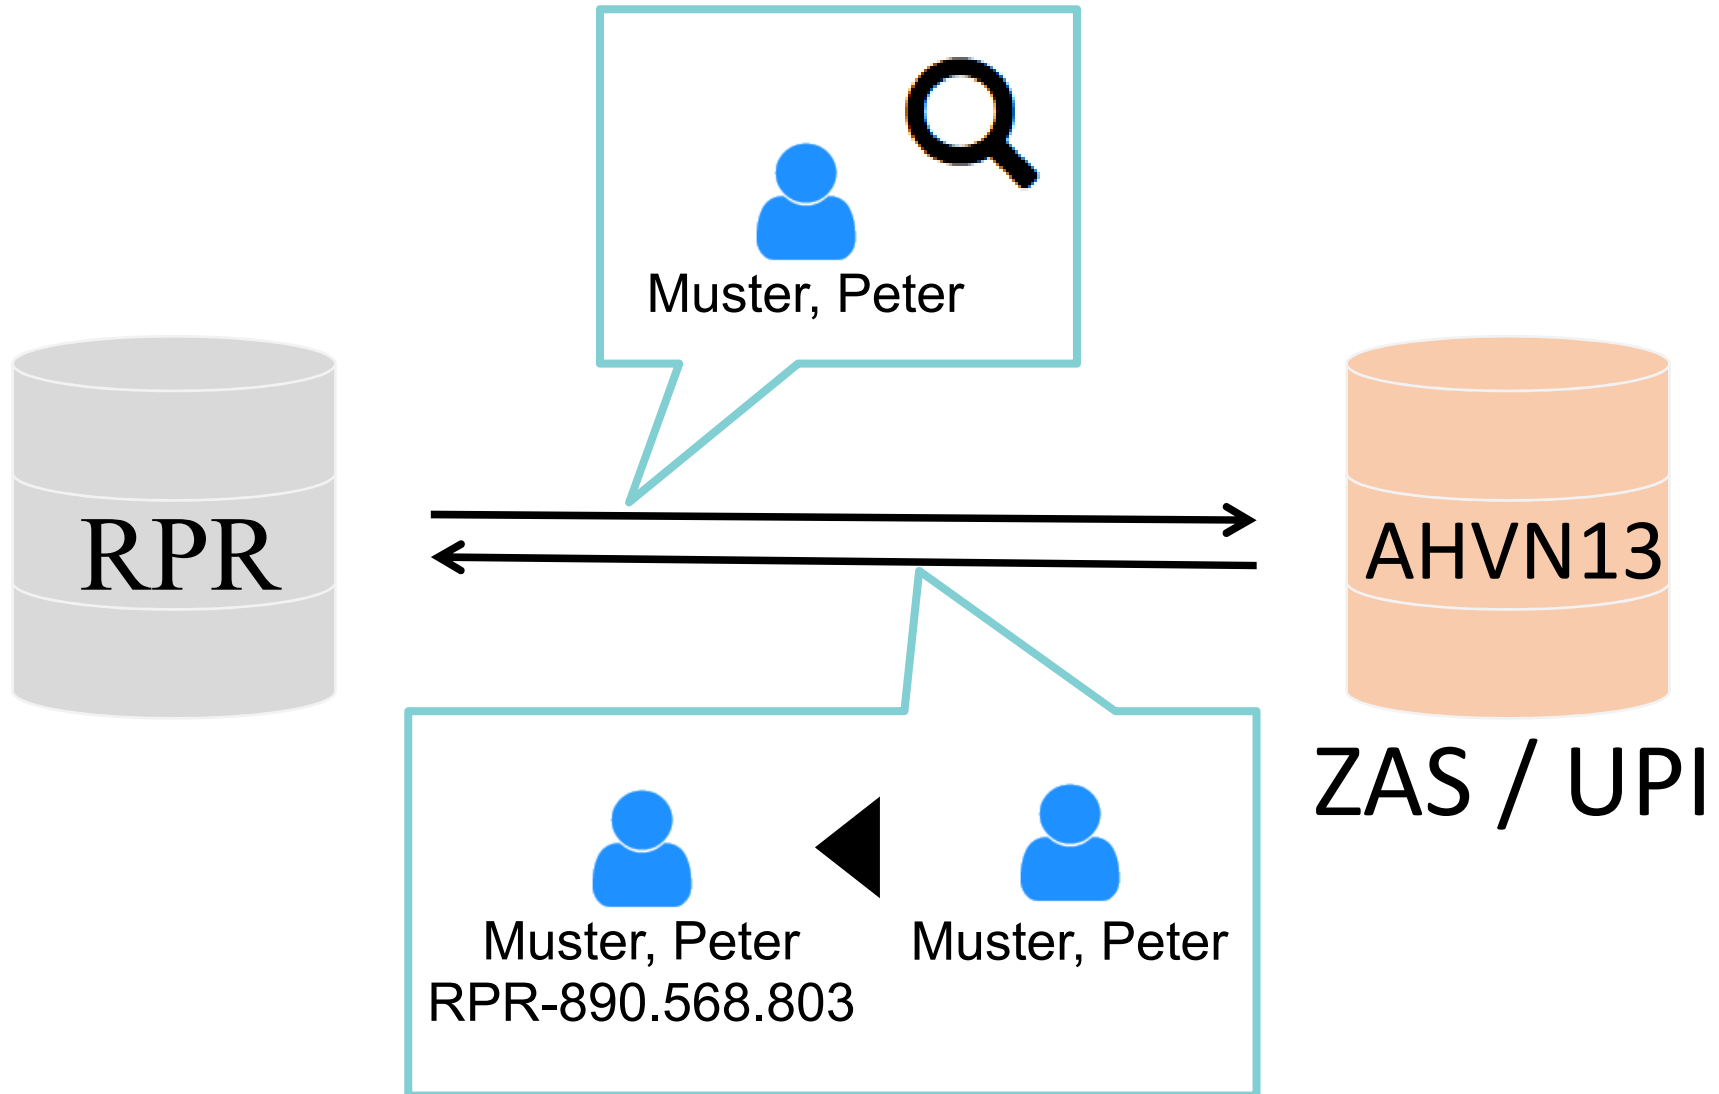 Muster, Peter
RPR
AHVN13
ZAS / UPI
Muster, Peter
RPR-890.568.803
Muster, Peter